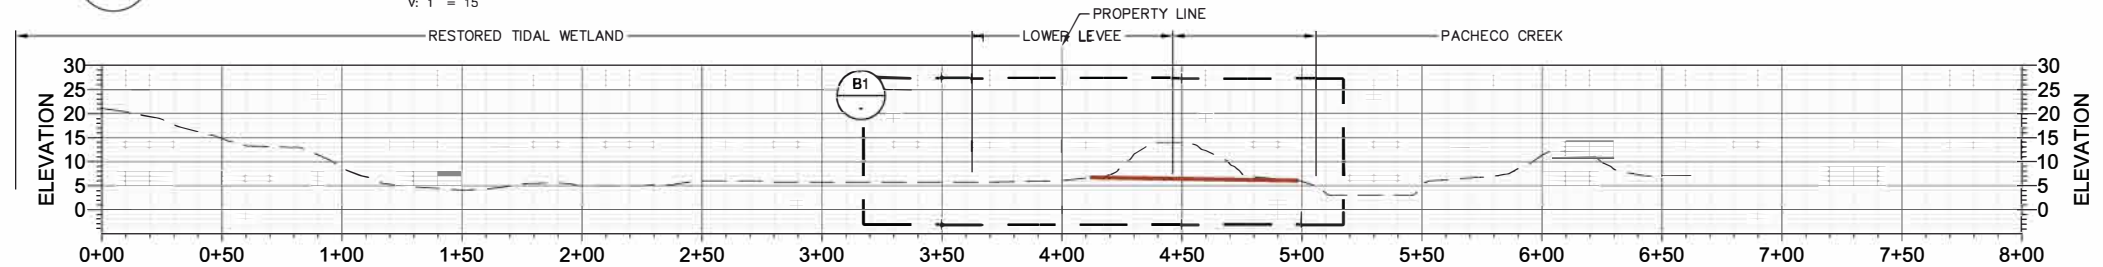 V: 1" = 15'
PROPERTY LINE
RESTORED TIDAL WETLAND
LOWER LEVEE
PACHECO CREEK
ELEVATION
30
25
20
15
10
5
0
B1
-
30
25
20
15
10
5
0
ELEVATION
0+00 0+50 1+00 1+50 2+00 2+50 3+00 3+50 4+00 4+50 5+00 5+50 6+00 6+50 7+00 7+50 8+00